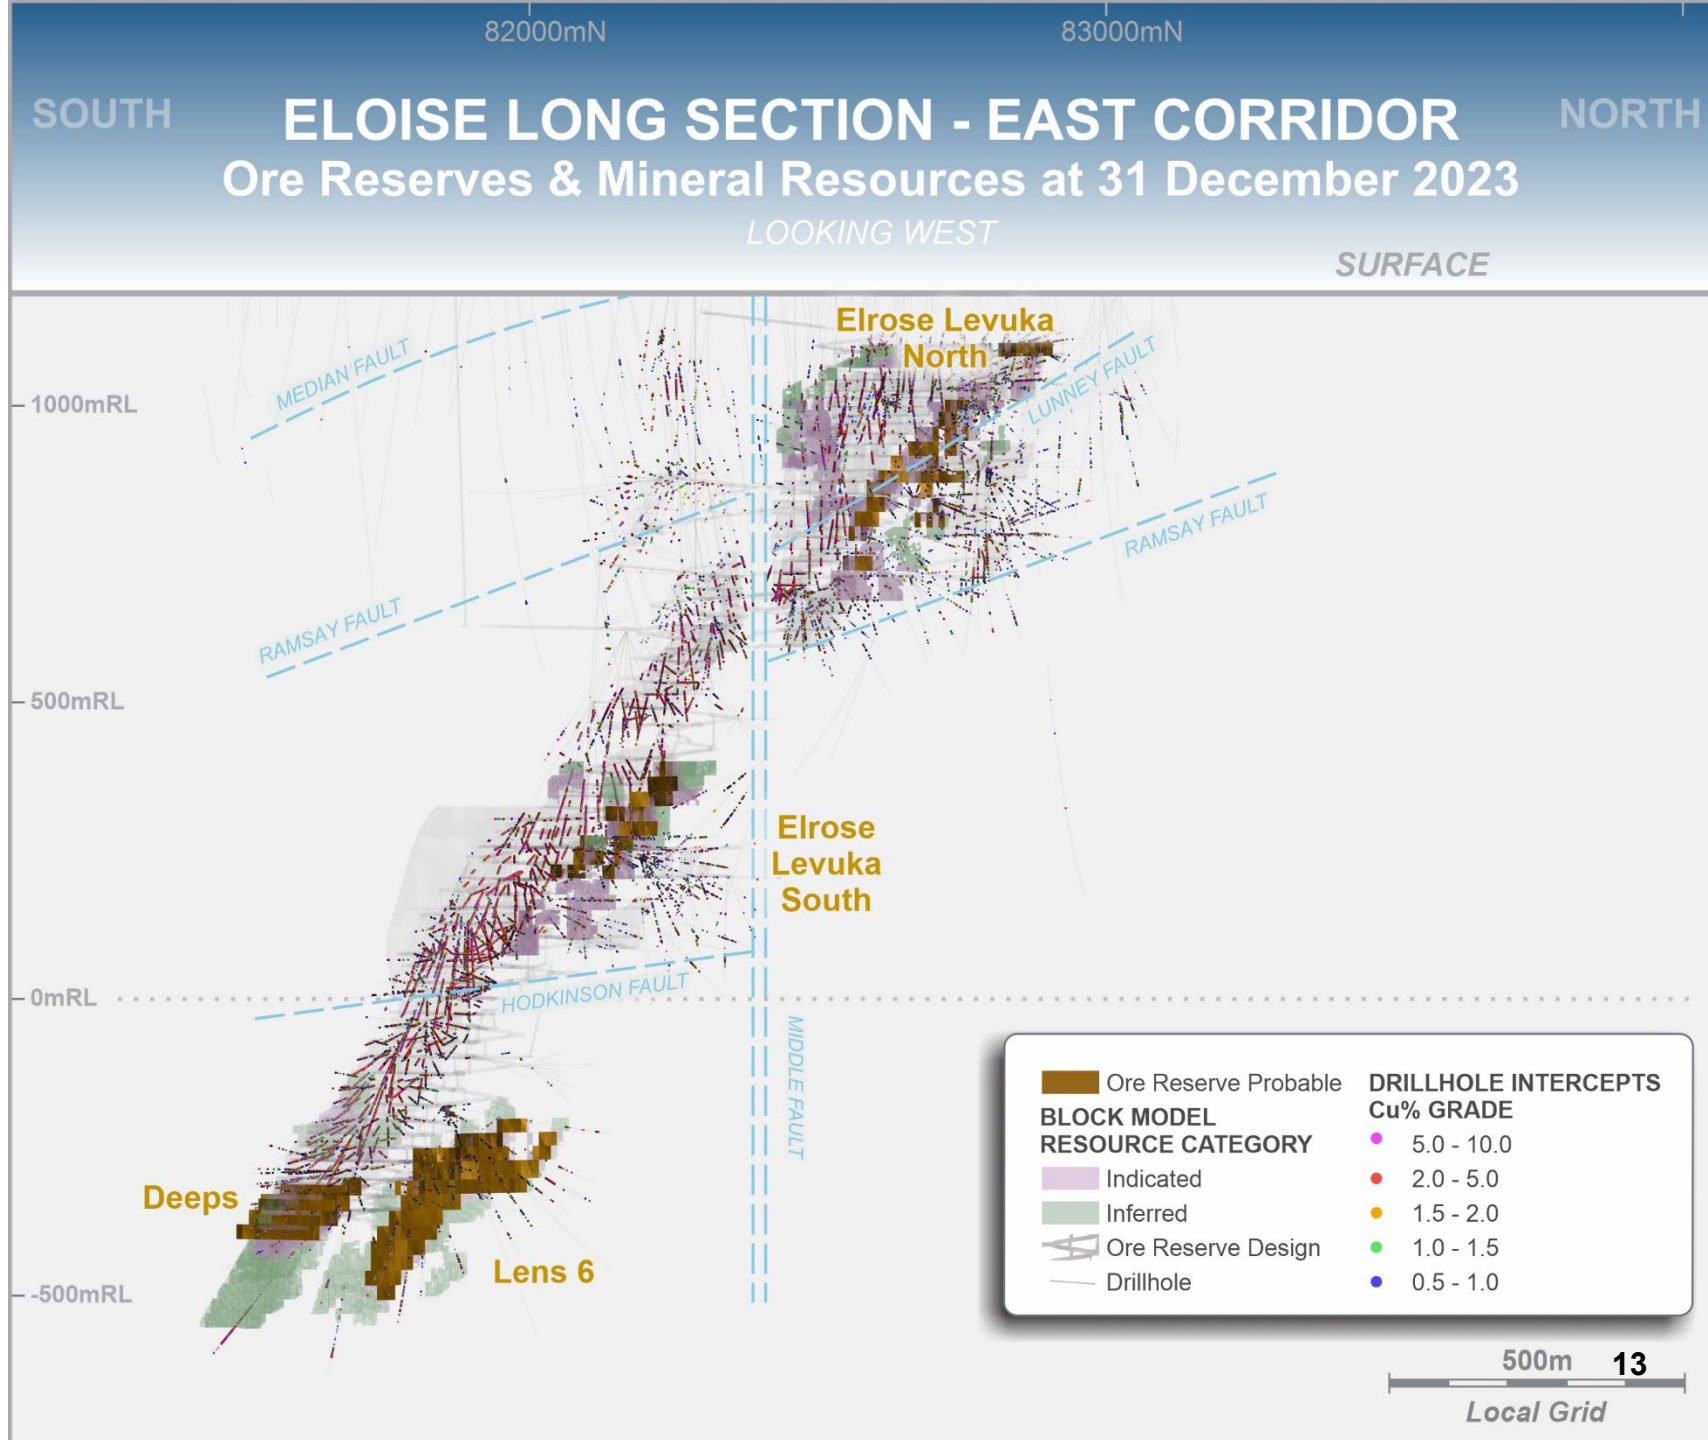 82000mN
83000mN
SOUTH
ELOISE LONG SECTION - EAST CORRIDOR
NORTH
Ore Reserves & Mineral Resources at 31 December 2023
LOOKING WEST
SURFACE
Elrose Levuka
North
MEDIAN FAULT
LUNNEY FAULT
1000mRL
RAMSAY FAULT
RAMSAY FAULT
500mRL
Elrose
Levuka
South
0mRL
HODKINSON FAULT
MIDDLE FAULT
Deeps
Lens 6
-500mRL
Ore Reserve Probable
BLOCK MODEL
RESOURCE CATEGORY
Indicated
Inferred
Ore Reserve Design
Drillhole
DRILLHOLE INTERCEPTS
Cu% GRADE
5.0 - 10.0
2.0 - 5.0
1.5 - 2.0
1.0 - 1.5
0.5 - 1.0
500m
13
Local Grid